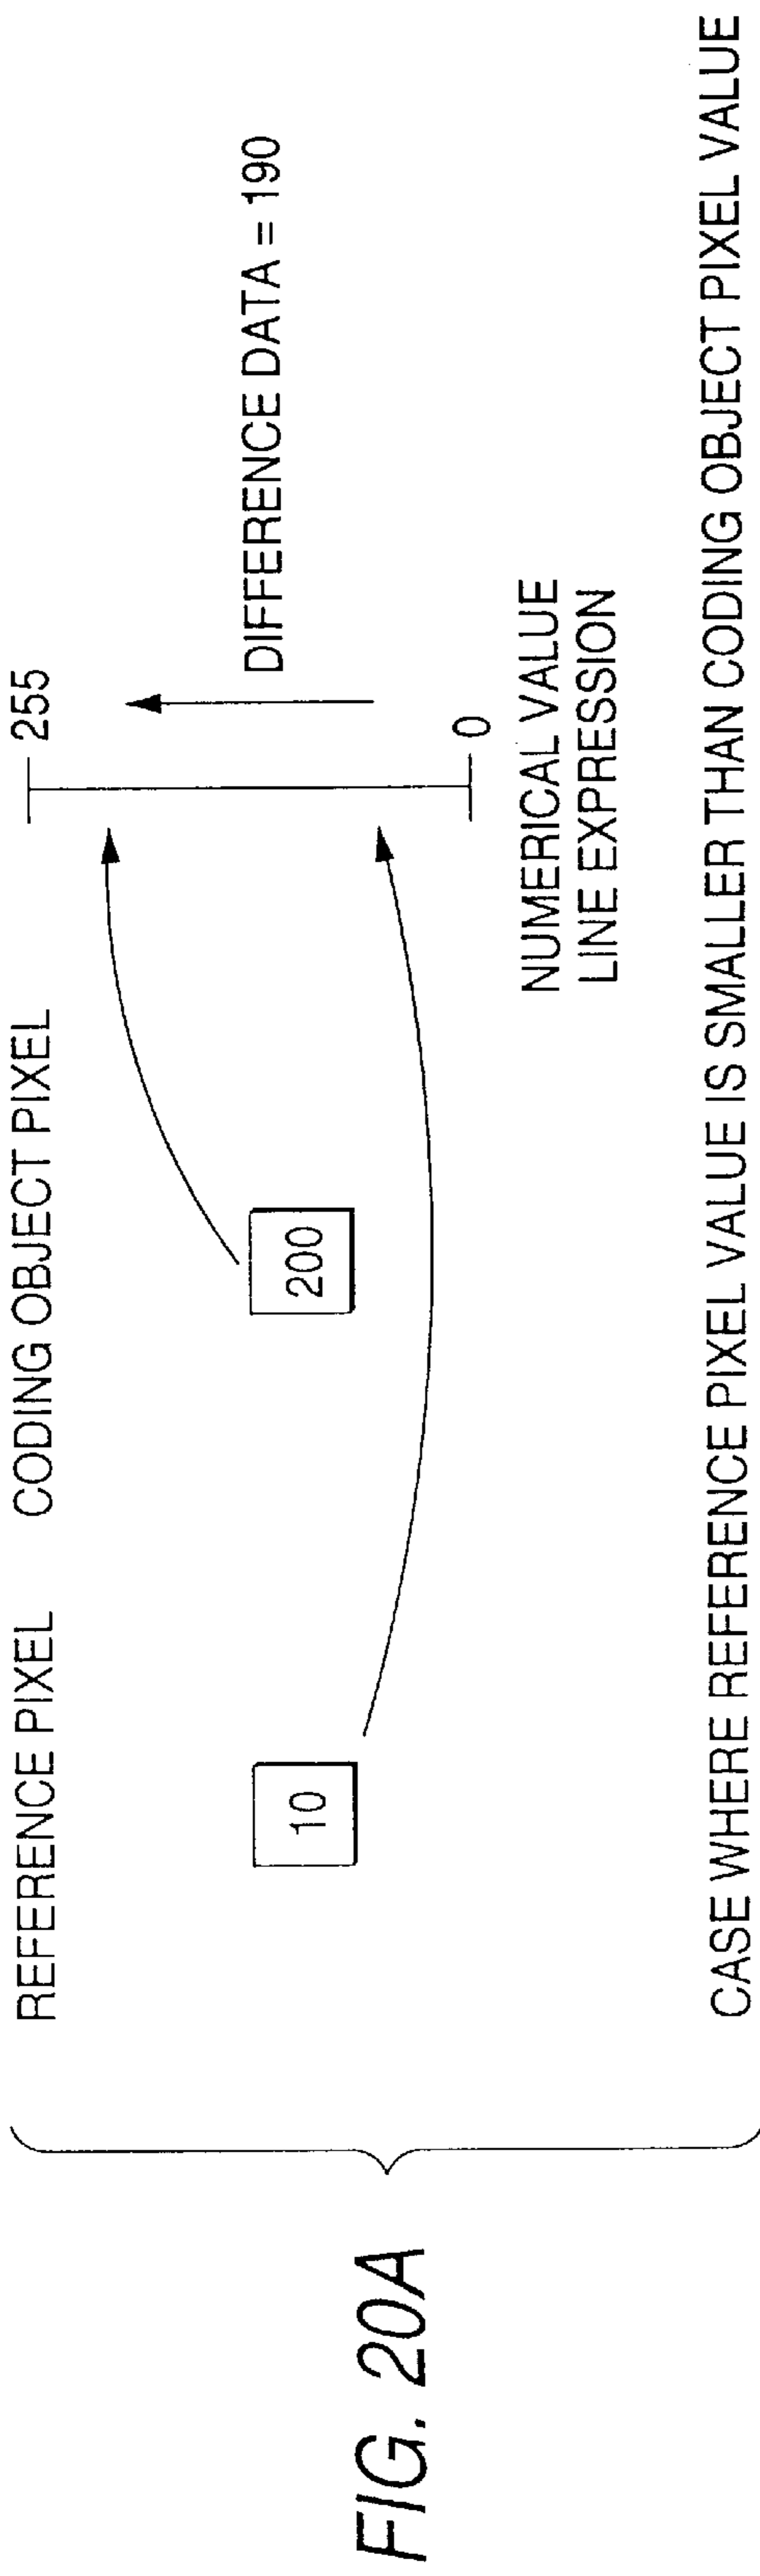 FIG. 20A
REFERENCE PIXEL
CODING OBJECT PIXEL
10
200
255
0
DIFFERENCE DATA = 190
NUMERICAL VALUE
LINE EXPRESSION
CASE WHERE REFERENCE PIXEL VALUE IS SMALLER THAN CODING OBJECT PIXEL VALUE